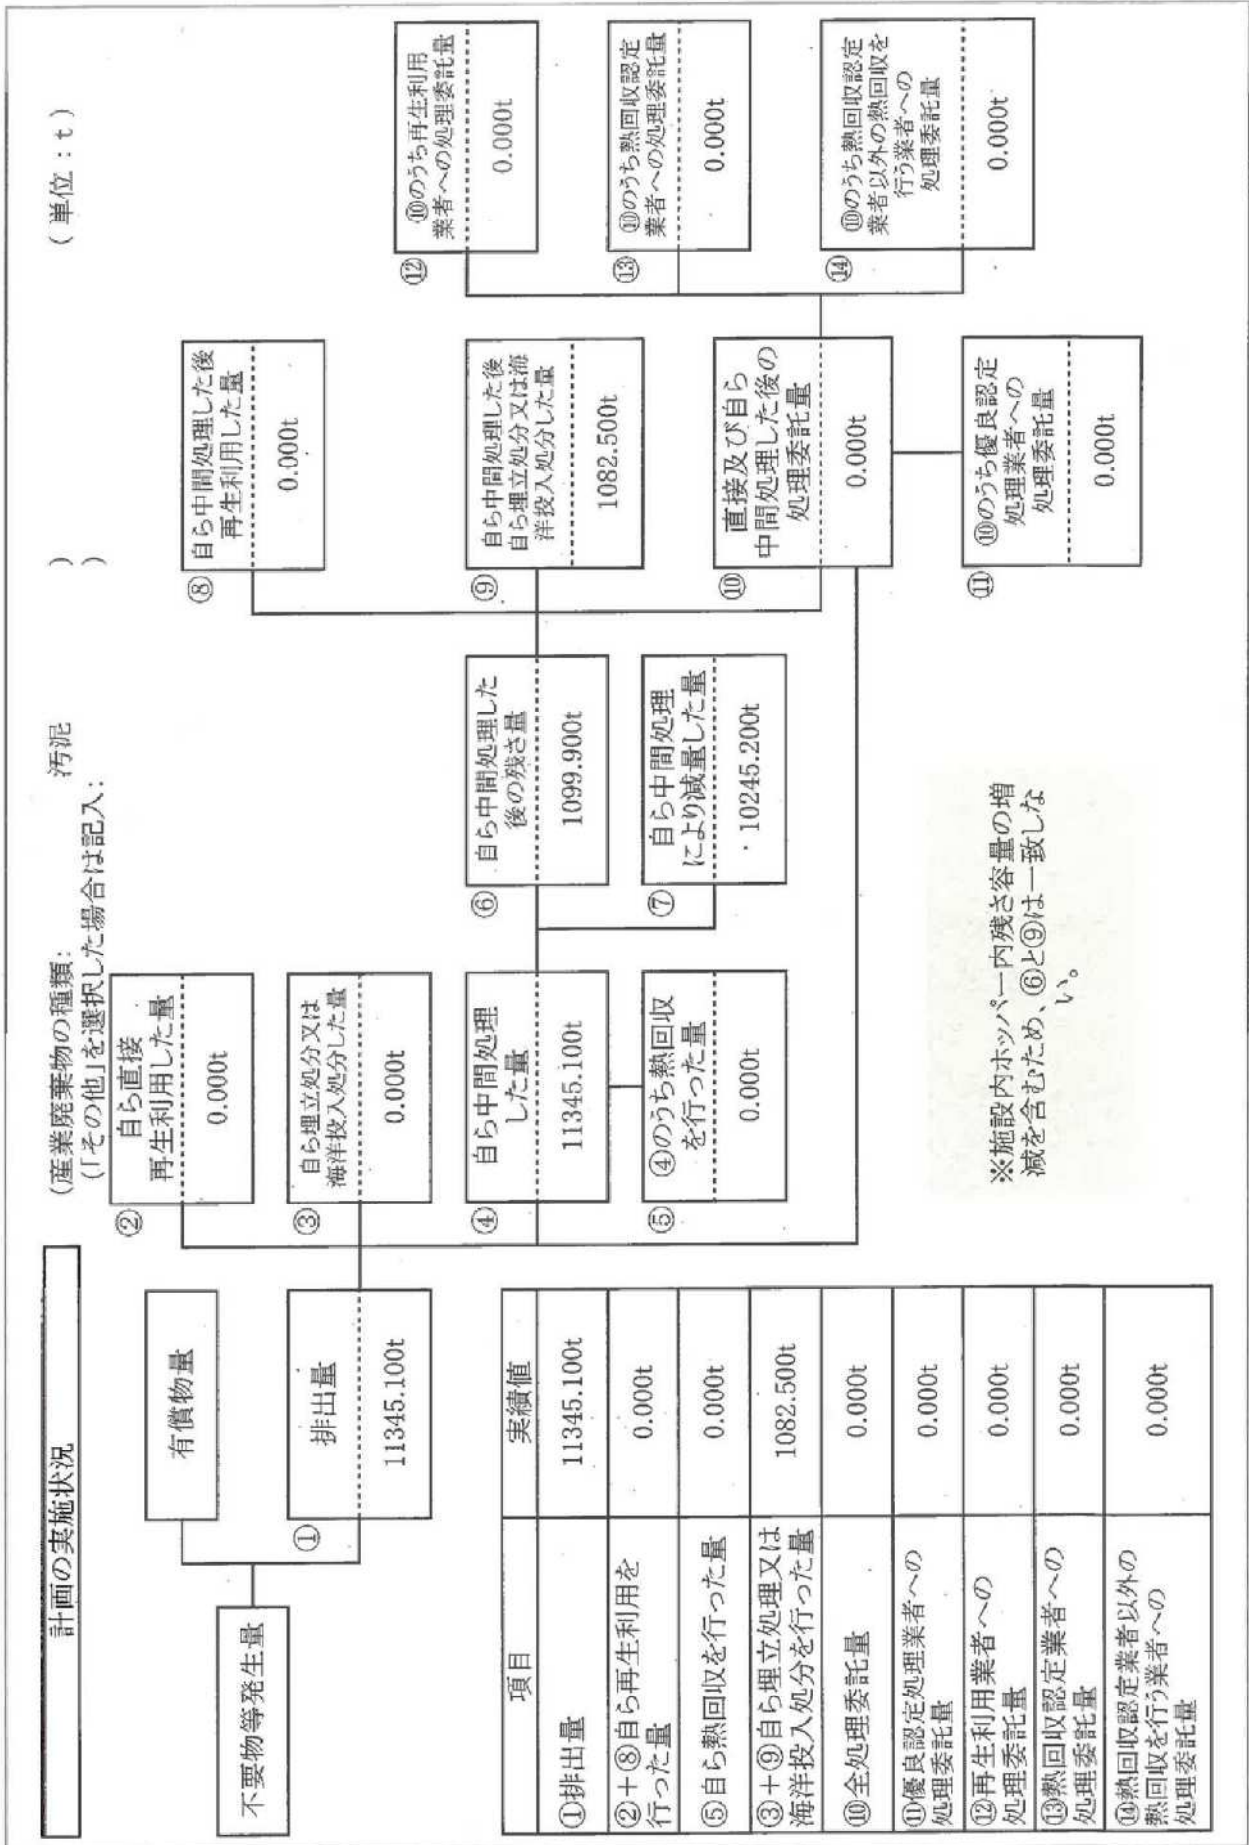 計画の実施状況
(産業廃棄物の種類: 汚泥 )
(「その他」を選択した場合は記入: )
(単位:t)
不要物等発生量
有償物量
①
排出量
11345.100t
②
自ら直接
再生利用した量
0.000t
③
自ら埋立処分又は
海洋投入処分した量
0.000t
④
自ら中間処理
した量
11345.100t
⑤
④のうち熱回収
を行った量
0.000t
⑥
自ら中間処理した
後の残さ量
1099.900t
⑦
自ら中間処理
により減量した量
10245.200t
⑧
自ら中間処理した後
再生利用した量
0.000t
⑨
自ら中間処理した後
自ら埋立処分又は海
洋投入処分した量
1082.500t
⑩
直接及び自ら
中間処理した後の
処理委託量
0.000t
⑪
⑩のうち優良認定
処理業者への
処理委託量
0.000t
⑫
⑩のうち再生利用
業者への処理委託量
0.000t
⑬
⑩のうち熱回収認定
業者への処理委託量
0.000t
⑭
⑩のうち熱回収認定
業者以外の熱回収を
行う業者への
処理委託量
0.000t
項目 実績値
①排出量 11345.100t
②+⑧自ら再生利用を
行った量 0.000t
⑤自ら熱回収を行った量 0.000t
③+⑨自ら埋立処理又は
海洋投入処分を行った量 1082.500t
⑩全処理委託量 0.000t
⑪優良認定処理業者への
処理委託量 0.000t
⑫再生利用業者への
処理委託量 0.000t
⑬熱回収認定業者への
処理委託量 0.000t
⑭熱回収認定業者以外の
熱回収を行う業者への
処理委託量 0.000t
※施設内ホッパー内残さ容量の増
減を含むため、⑥と⑨は一致しな
い。